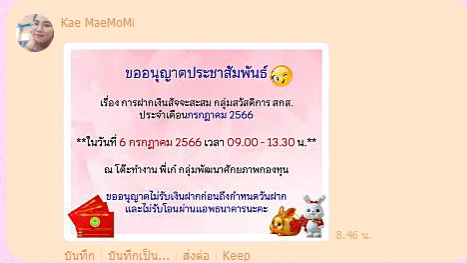 Kae MaeMoMi
ขออนุญาตประชาสัมพันธ์
เรื่อง การฝากเงินสัจจะสะสม กลุ่มสวัสดิการ สกส.
ประจำเดือนกรกฎาคม 2566
**ในวันที่ 6 กรกฎาคม 2566 เวลา 09.00 - 13.30 น.**
ณ โต๊ะทำงาน พี่เก๋ กลุ่มพัฒนาศักยภาพกองทุน
ขออนุญาตไม่รับเงินฝากก่อนถึงกำหนดวันฝาก
และไม่รับโอนผ่านแอพธนาคารนะคะ
8.46 น.
บันทึก | บันทึกเป็น... | ส่งต่อ | Keep